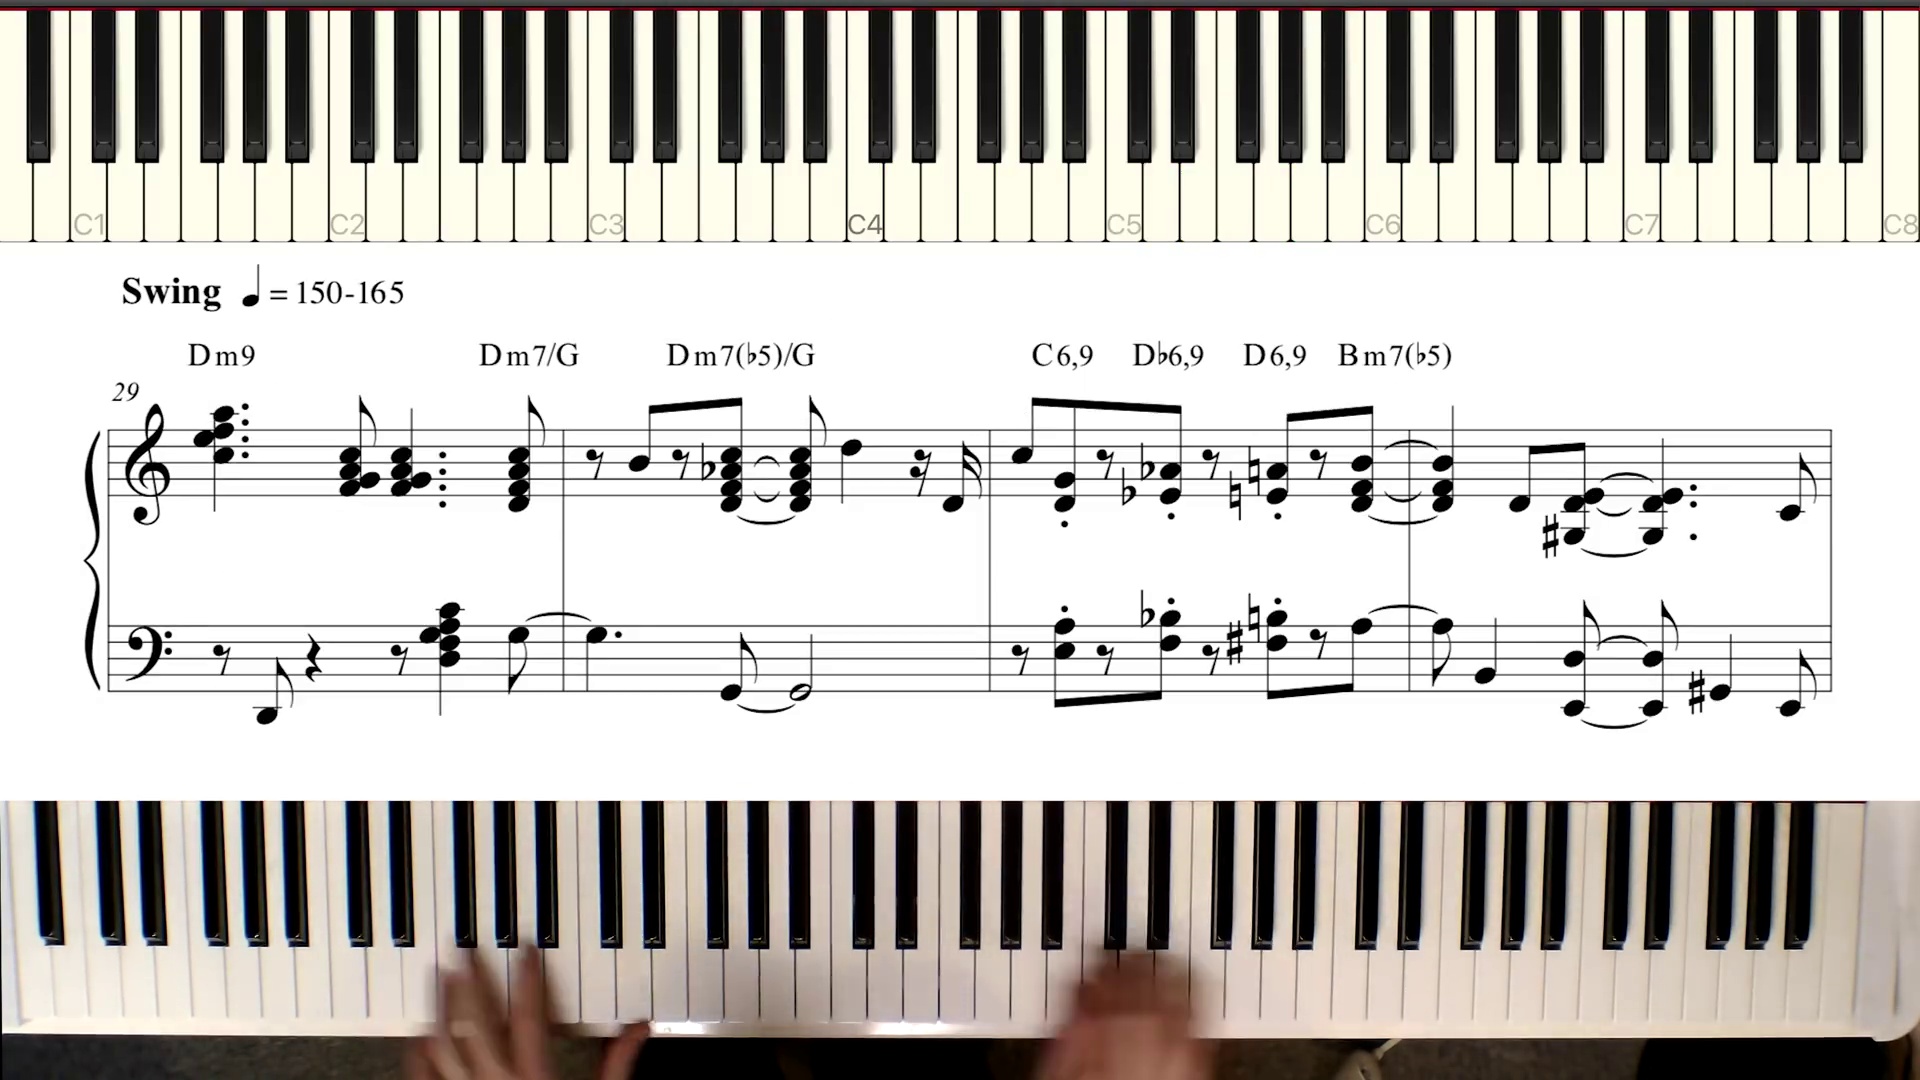 C1 C2 C3 C4 C5 C6 C7 C8
Swing ♩ = 150-165
Dm9 Dm7/G Dm7(♭5)/G C6,9 D♭6,9 D6,9 Bm7(♭5)
29